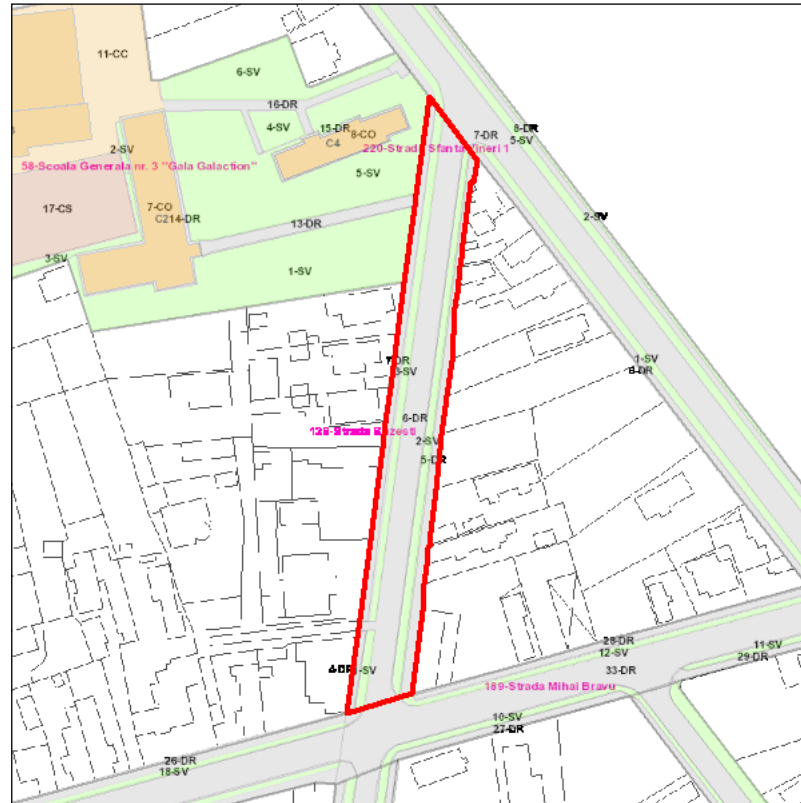 11-CC
6-SV
16-DR
4-SV
15-DR
8-CO
C4
7-DR
8-DR
5-SV
220-Strada Sfanta Vineri 1
2-SV
58-Scoala Generala nr. 3 "Gala Galaction"
5-SV
17-CS
7-CO
C2
14-DR
13-DR
2-SV
3-SV
1-SV
7-DR
3-SV
1-SV
6-DR
2-SV
5-DR
28-DR
12-SV
11-SV
29-DR
33-DR
189-Strada Mihai Bravu
10-SV
27-DR
26-DR
18-SV